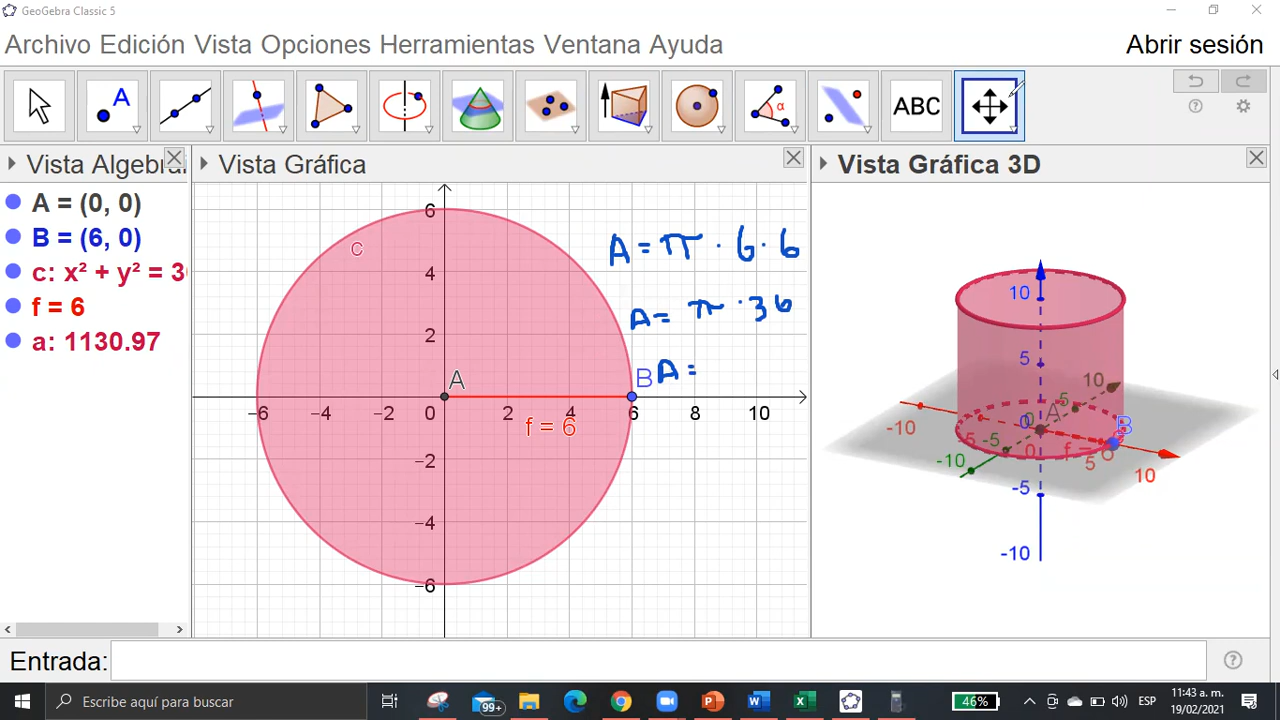 GeoGebra Classic 5
Archivo Edición Vista Opciones Herramientas Ventana Ayuda
Abrir sesión
A
α
ABC
Vista Algebra
Vista Gráfica
Vista Gráfica 3D
A = (0, 0)
B = (6, 0)
c: x² + y² = 3
f = 6
a: 1130.97
6
4
2
−2
−4
−6
−6 −4 −2 0 2 4 6 8 10
c
A
B
f = 6
A = π · 6 · 6
A = π · 36
A =
10
5
0
-5
-10
-10
-5
0
5
10
-10
-5
0
5
10
A
B
f =
Entrada:
Escribe aquí para buscar
99+
46%
ESP
11:43 a. m.
19/02/2021